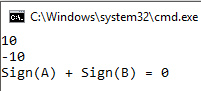 C:\Windows\system32\cmd.exe
10
-10
Sign(A) + Sign(B) = 0